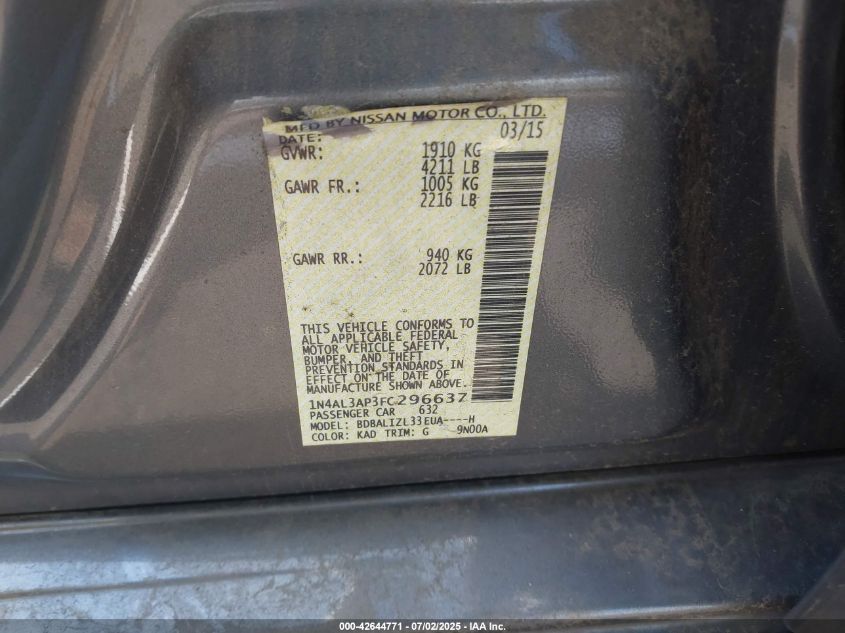 MFD BY NISSAN MOTOR CO., LTD.
DATE: 03/15
GVWR: 1910 KG
4211 LB
GAWR FR.: 1005 KG
2216 LB
GAWR RR.: 940 KG
2072 LB
THIS VEHICLE CONFORMS TO
ALL APPLICABLE FEDERAL
MOTOR VEHICLE SAFETY,
BUMPER, AND THEFT
PREVENTION STANDARDS IN
EFFECT ON THE DATE OF
MANUFACTURE SHOWN ABOVE.
1N4AL3AP3FC296637
PASSENGER CAR 632
MODEL: BDBALIZL33EUA----H
COLOR: KAD TRIM: G 9N00A
000-42644771 - 07/02/2025 - IAA Inc.